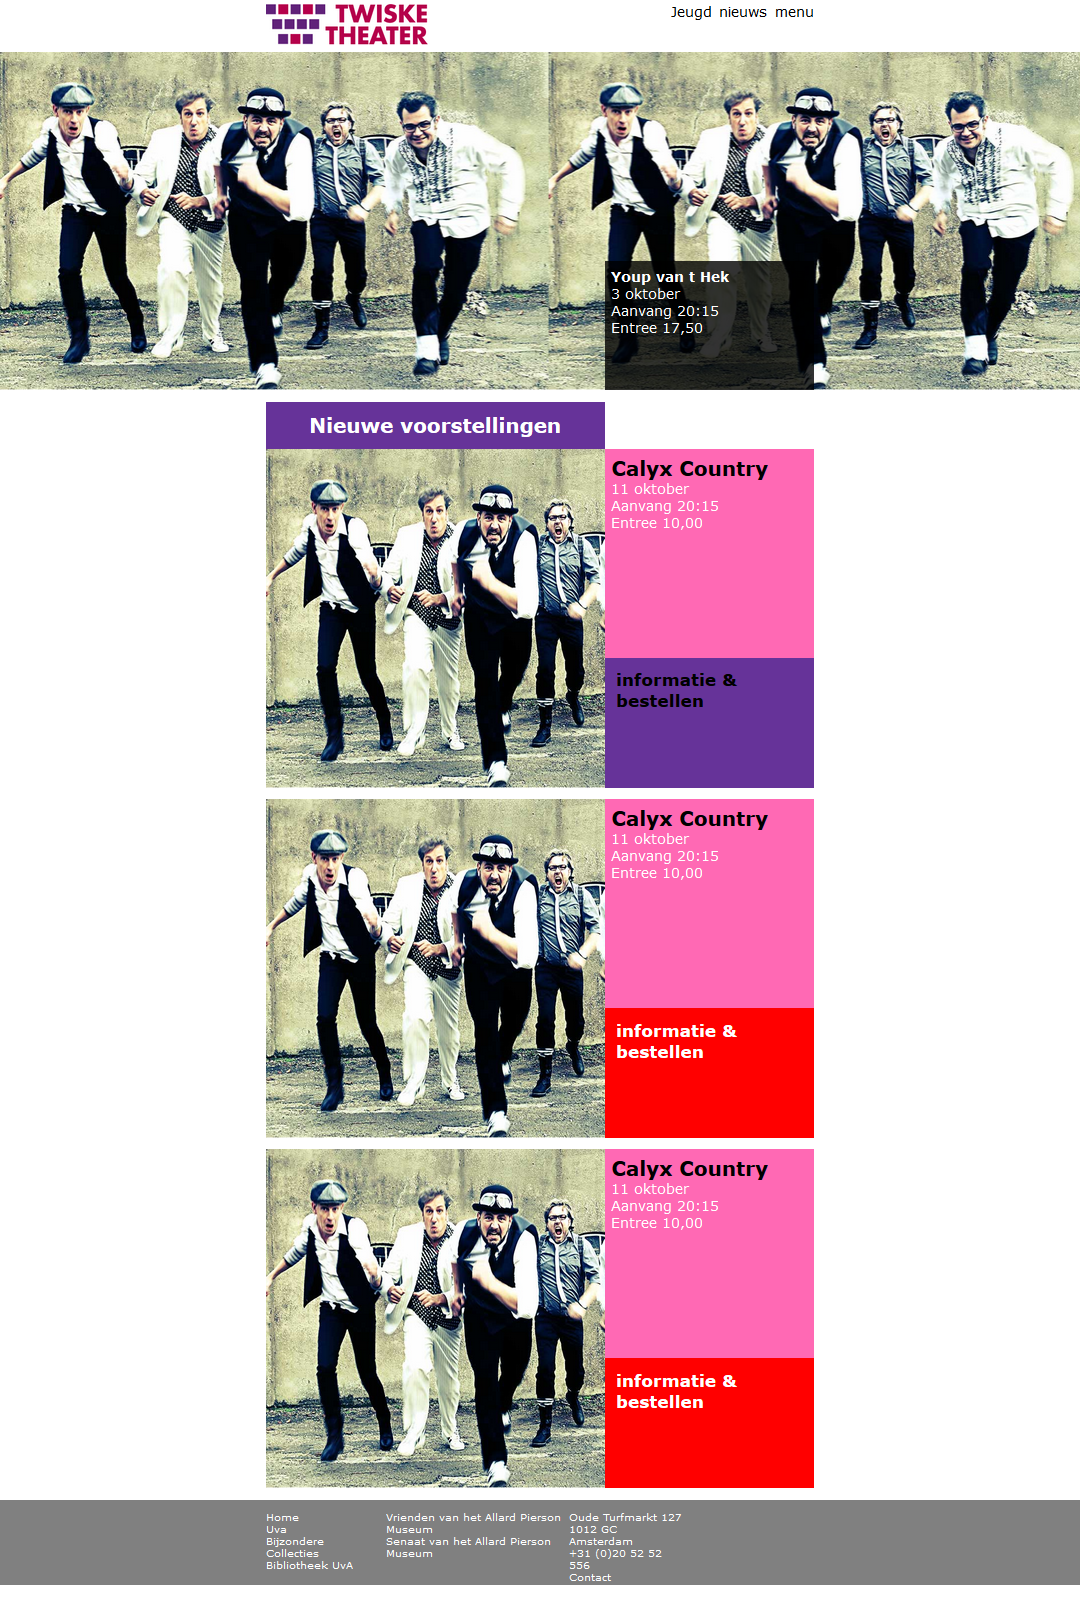 TWISKE
THEATER
Jeugd nieuws menu
Youp van t Hek
3 oktober
Aanvang 20:15
Entree 17,50
Nieuwe voorstellingen
Calyx Country
11 oktober
Aanvang 20:15
Entree 10,00
informatie &
bestellen
Calyx Country
11 oktober
Aanvang 20:15
Entree 10,00
informatie &
bestellen
Calyx Country
11 oktober
Aanvang 20:15
Entree 10,00
informatie &
bestellen
Home
Uva
Bijzondere
Collecties
Bibliotheek UvA
Vrienden van het Allard Pierson
Museum
Senaat van het Allard Pierson
Museum
Oude Turfmarkt 127
1012 GC
Amsterdam
+31 (0)20 52 52
556
Contact